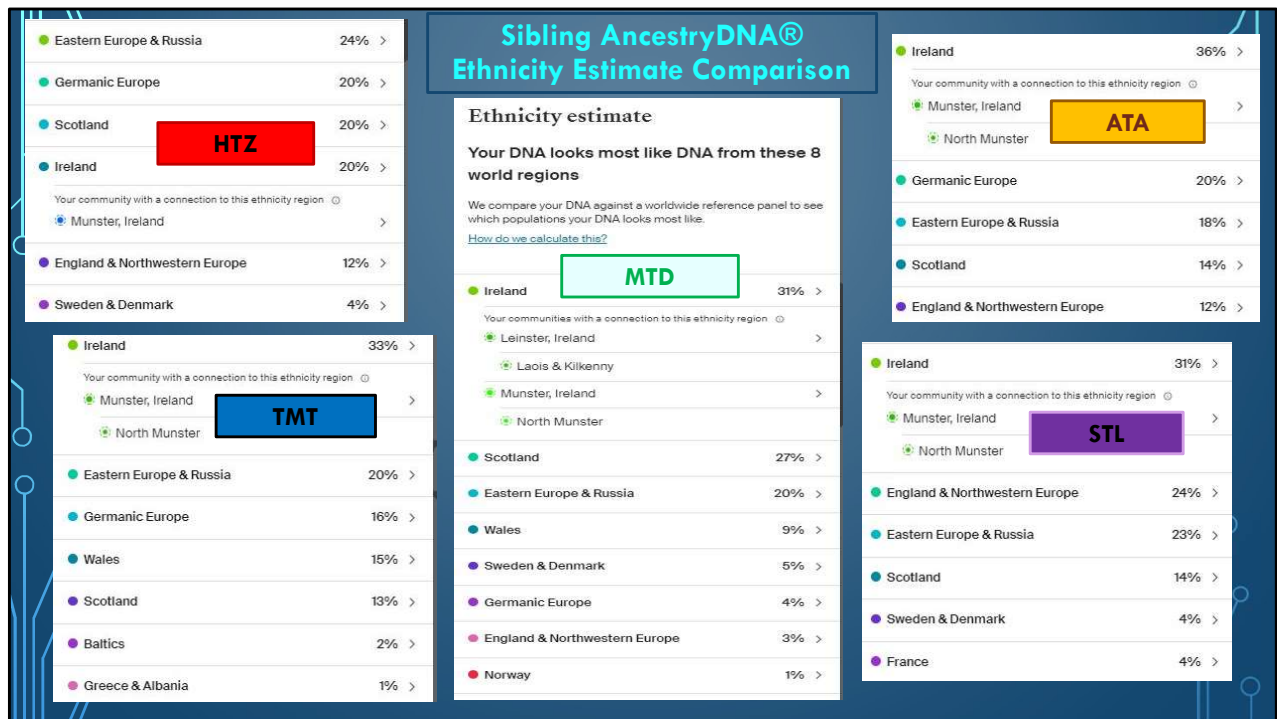 Sibling AncestryDNA®
Ethnicity Estimate Comparison
Eastern Europe & Russia 24% >
Germanic Europe 20% >
Scotland 20% >
HTZ
Ireland 20% >
Your community with a connection to this ethnicity region
Munster, Ireland >
England & Northwestern Europe 12% >
Sweden & Denmark 4% >
Ireland 33% >
Your community with a connection to this ethnicity region
Munster, Ireland >
TMT
North Munster
Eastern Europe & Russia 20% >
Germanic Europe 16% >
Wales 15% >
Scotland 13% >
Baltics 2% >
Greece & Albania 1% >
Ethnicity estimate
Your DNA looks most like DNA from these 8
world regions
We compare your DNA against a worldwide reference panel to see
which populations your DNA looks most like.
How do we calculate this?
MTD
Ireland 31% >
Your communities with a connection to this ethnicity region
Leinster, Ireland >
Laois & Kilkenny
Munster, Ireland >
North Munster
Scotland 27% >
Eastern Europe & Russia 20% >
Wales 9% >
Sweden & Denmark 5% >
Germanic Europe 4% >
England & Northwestern Europe 3% >
Norway 1% >
Ireland 36% >
Your community with a connection to this ethnicity region
Munster, Ireland >
ATA
North Munster
Germanic Europe 20% >
Eastern Europe & Russia 18% >
Scotland 14% >
England & Northwestern Europe 12% >
Ireland 31% >
Your community with a connection to this ethnicity region
Munster, Ireland >
STL
North Munster
England & Northwestern Europe 24% >
Eastern Europe & Russia 23% >
Scotland 14% >
Sweden & Denmark 4% >
France 4% >